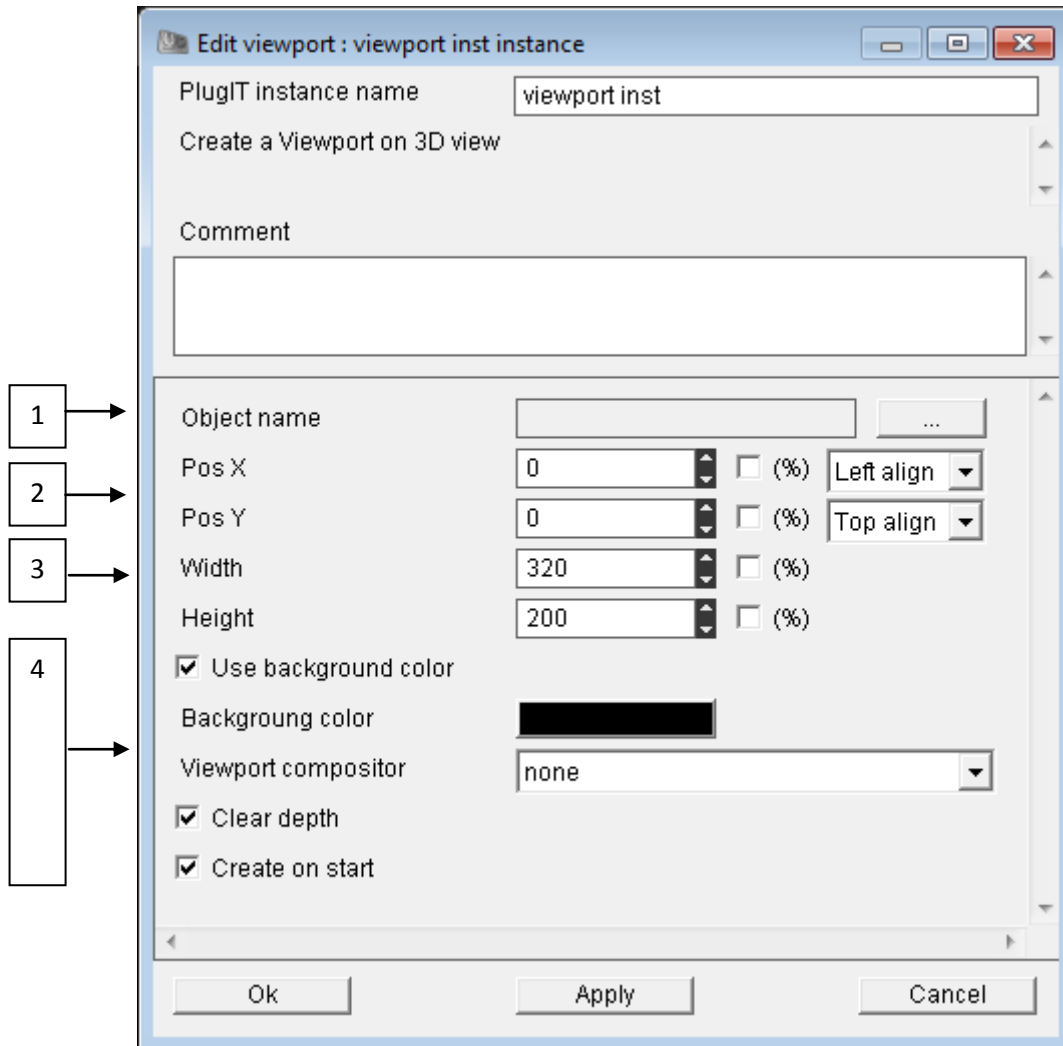 Edit viewport : viewport inst instance
PlugIT instance name viewport inst
Create a Viewport on 3D view
Comment
1 Object name ...
2 Pos X 0 (%) Left align
Pos Y 0 (%) Top align
3 Width 320 (%)
Height 200 (%)
4 Use background color
Backgroung color
Viewport compositor none
Clear depth
Create on start
Ok Apply Cancel